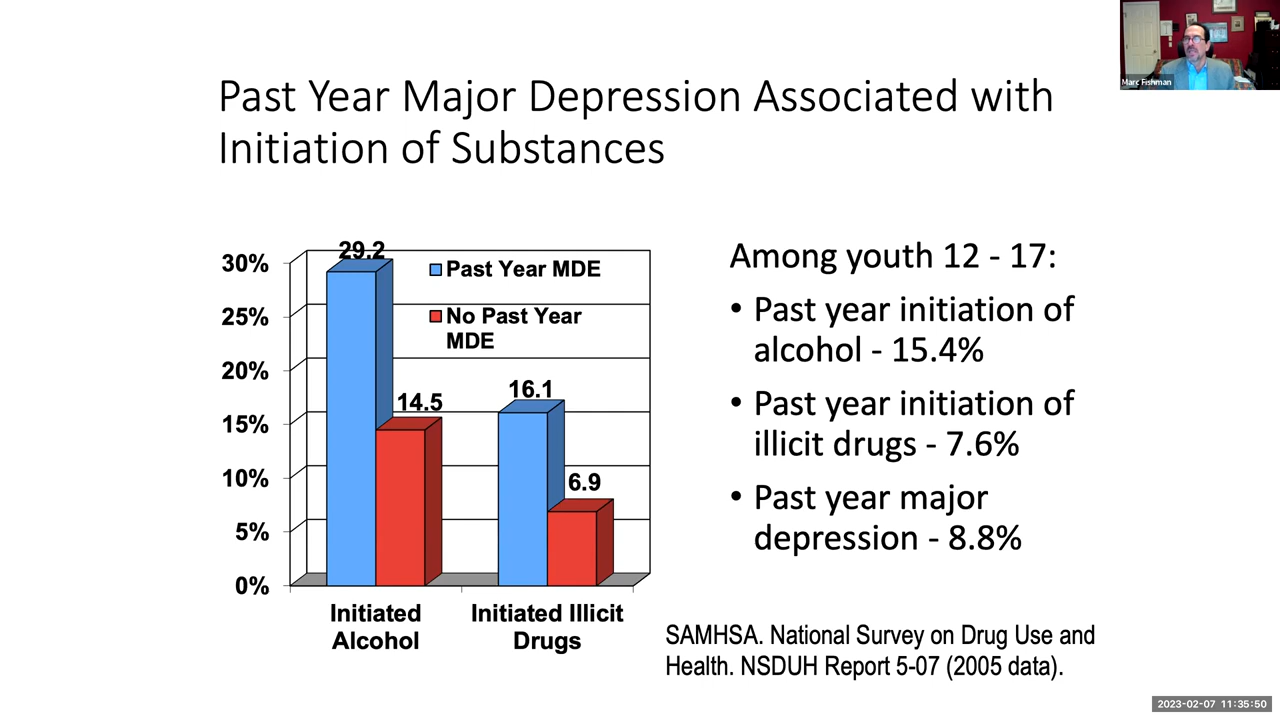 Marc Fishman
Past Year Major Depression Associated with
Initiation of Substances
30%
25%
20%
15%
10%
5%
0%
29.2
14.5
16.1
6.9
Past Year MDE
No Past Year
MDE
Initiated
Alcohol
Initiated Illicit
Drugs
Among youth 12 - 17:
• Past year initiation of
alcohol - 15.4%
• Past year initiation of
illicit drugs - 7.6%
• Past year major
depression - 8.8%
SAMHSA. National Survey on Drug Use and
Health. NSDUH Report 5-07 (2005 data).
2023-02-07 11:35:50